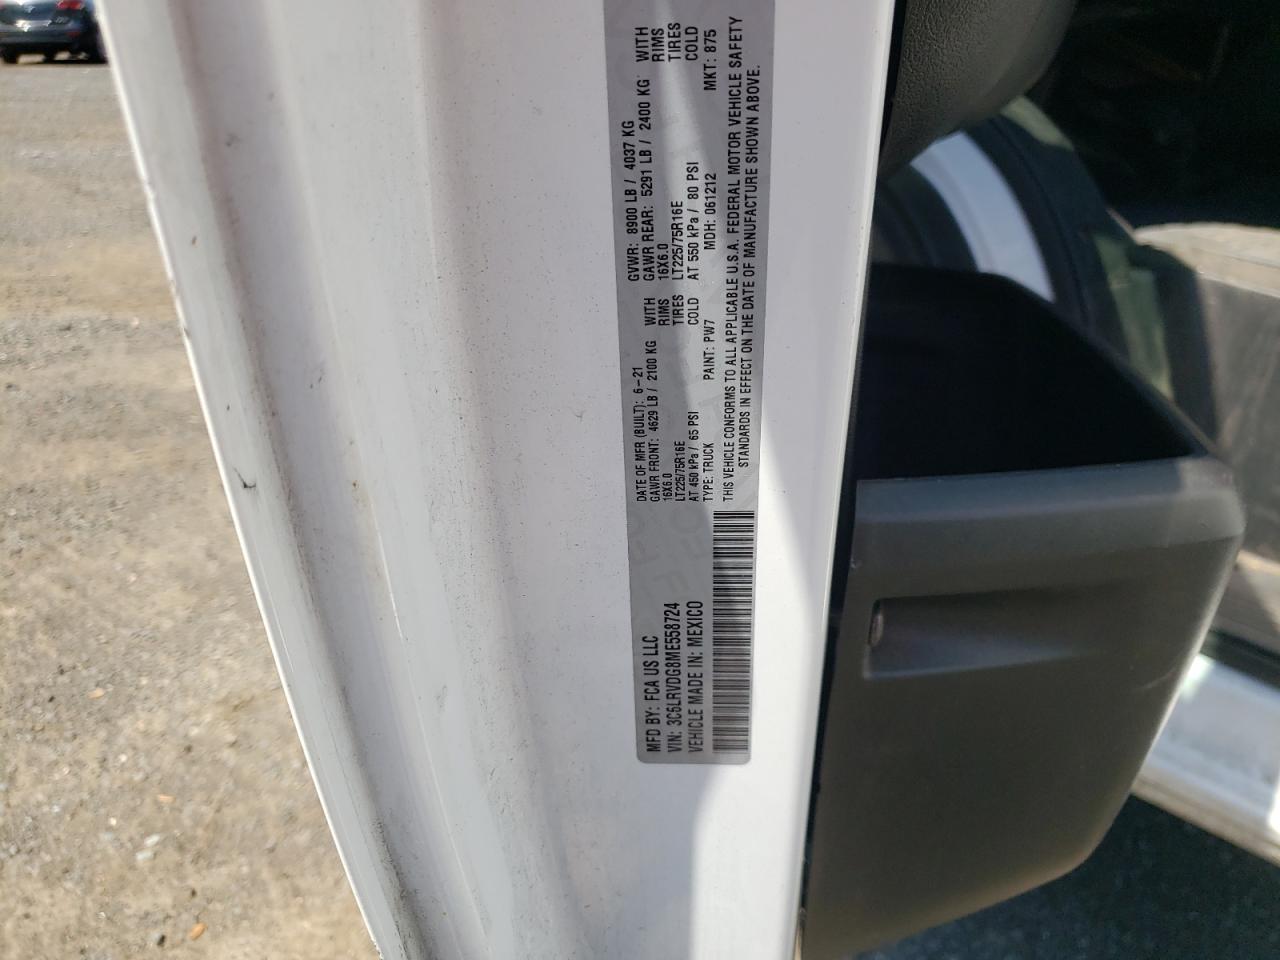 MFD BY: FCA US LLC
VIN: 3C6LRVDG8ME558724
VEHICLE MADE IN: MEXICO
DATE OF MFR (BUILT): 6-21 GVWR: 8900 LB / 4037 KG
GAWR FRONT: 4629 LB / 2100 KG WITH GAWR REAR: 5291 LB / 2400 KG WITH
16X6.0 RIMS 16X6.0 RIMS
LT225/75R16E TIRES LT225/75R16E TIRES
AT 450 kPa / 65 PSI COLD AT 550 kPa / 80 PSI COLD
TYPE: TRUCK PAINT: PW7 MDH: 061212 MKT: 875
THIS VEHICLE CONFORMS TO ALL APPLICABLE U.S.A. FEDERAL MOTOR VEHICLE SAFETY
STANDARDS IN EFFECT ON THE DATE OF MANUFACTURE SHOWN ABOVE.